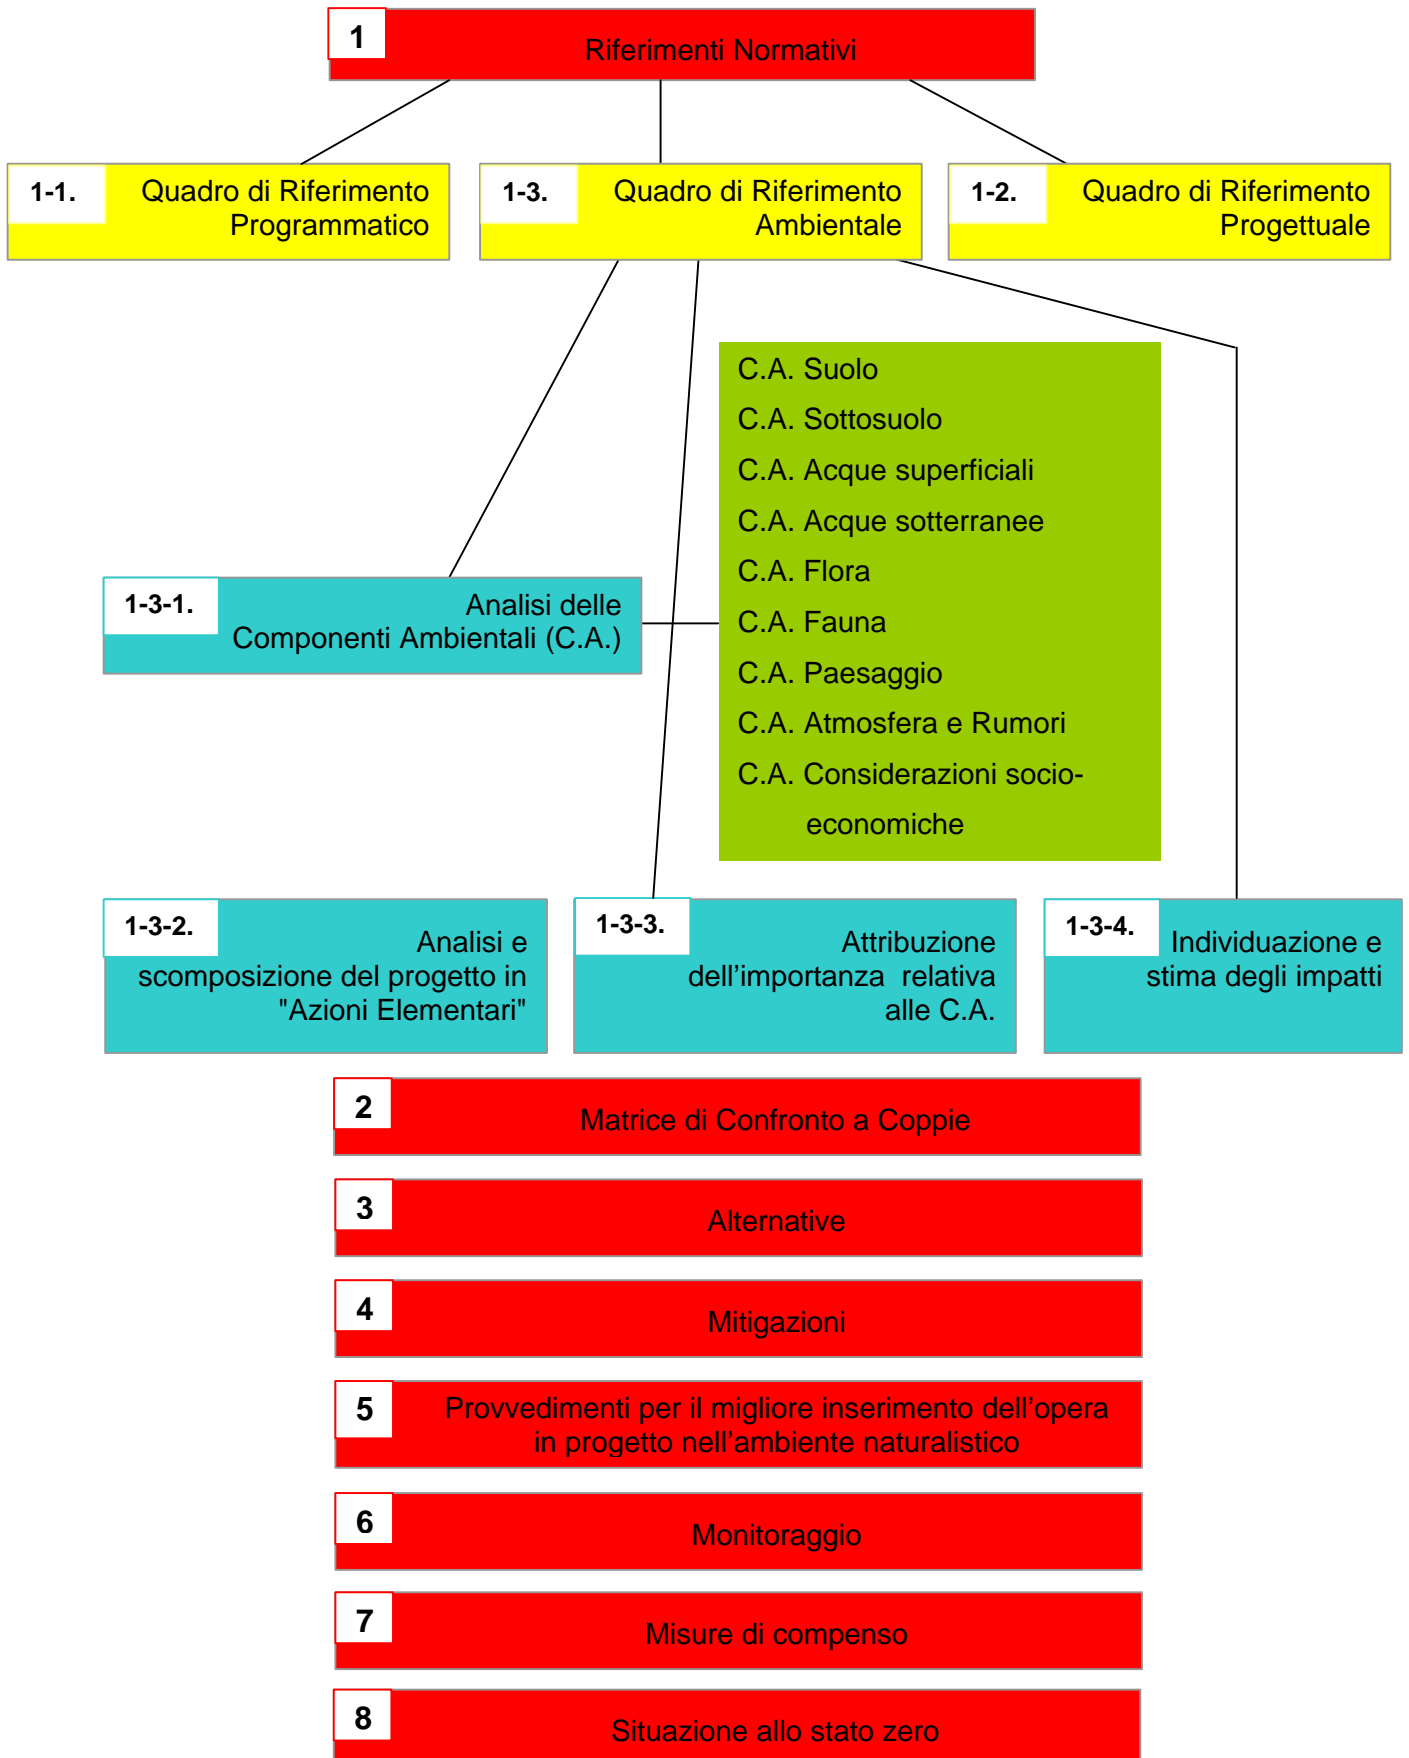 1
Riferimenti Normativi
1-1.
Quadro di Riferimento
Programmatico
1-3.
Quadro di Riferimento
Ambientale
1-2.
Quadro di Riferimento
Progettuale
C.A. Suolo
C.A. Sottosuolo
C.A. Acque superficiali
C.A. Acque sotterranee
C.A. Flora
C.A. Fauna
C.A. Paesaggio
C.A. Atmosfera e Rumori
C.A. Considerazioni socio-
economiche
1-3-1.
Analisi delle
Componenti Ambientali (C.A.)
1-3-2.
Analisi e
scomposizione del progetto in
"Azioni Elementari"
1-3-3.
Attribuzione
dell’importanza relativa
alle C.A.
1-3-4.
Individuazione e
stima degli impatti
2
Matrice di Confronto a Coppie
3
Alternative
4
Mitigazioni
5
Provvedimenti per il migliore inserimento dell’opera
in progetto nell’ambiente naturalistico
6
Monitoraggio
7
Misure di compenso
8
Situazione allo stato zero